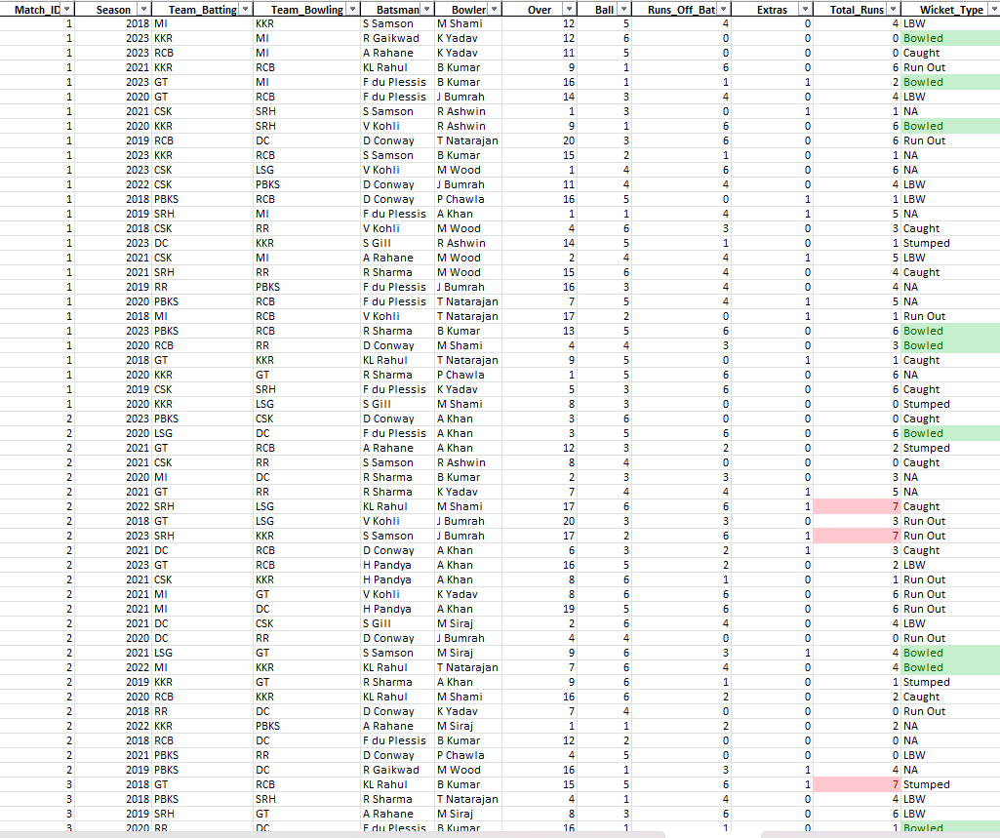 Match_ID Season Team_Batting Team_Bowling Batsman Bowler Over Ball Runs_Off_Bat Extras Total_Runs Wicket_Type
1 2018 MI KKR S Samson M Shami 12 5 4 0 4 LBW
1 2023 KKR MI R Gaikwad K Yadav 12 6 0 0 0 Bowled
1 2023 RCB MI A Rahane K Yadav 11 5 0 0 0 Caught
1 2021 KKR RCB KL Rahul B Kumar 9 1 6 0 6 Run Out
1 2023 GT MI F du Plessis B Kumar 16 1 1 1 2 Bowled
1 2020 GT RCB F du Plessis J Bumrah 14 3 4 0 4 LBW
1 2021 CSK SRH S Samson R Ashwin 1 3 0 1 1 NA
1 2020 KKR SRH V Kohli R Ashwin 9 1 6 0 6 Bowled
1 2019 RCB DC D Conway T Natarajan 20 3 6 0 6 Run Out
1 2023 KKR RCB S Samson B Kumar 15 2 1 0 1 NA
1 2023 CSK LSG V Kohli M Wood 1 4 6 0 6 NA
1 2022 CSK PBKS D Conway J Bumrah 11 4 4 0 4 LBW
1 2018 PBKS RCB D Conway P Chawla 16 5 0 1 1 LBW
1 2019 SRH MI F du Plessis A Khan 1 1 4 1 5 NA
1 2018 CSK RR V Kohli M Wood 4 6 3 0 3 Caught
1 2023 DC KKR S Gill R Ashwin 14 5 1 0 1 Stumped
1 2021 CSK MI A Rahane M Wood 2 4 4 1 5 LBW
1 2021 SRH RR R Sharma M Wood 15 6 4 0 4 Caught
1 2019 RR PBKS F du Plessis J Bumrah 16 3 4 0 4 NA
1 2020 PBKS RCB F du Plessis T Natarajan 7 5 4 1 5 NA
1 2018 MI RCB V Kohli T Natarajan 17 2 0 1 1 Run Out
1 2023 PBKS RCB R Sharma B Kumar 13 5 6 0 6 Bowled
1 2020 RCB RR D Conway M Shami 4 4 3 0 3 Bowled
1 2018 GT KKR KL Rahul T Natarajan 9 5 0 1 1 Caught
1 2020 KKR GT R Sharma P Chawla 1 5 6 0 6 NA
1 2019 CSK SRH F du Plessis K Yadav 5 3 6 0 6 Caught
1 2020 KKR LSG S Gill M Shami 8 3 0 0 0 Stumped
2 2023 PBKS CSK D Conway A Khan 3 6 0 0 0 Caught
2 2020 LSG DC F du Plessis A Khan 3 5 6 0 6 Bowled
2 2021 GT RCB A Rahane A Khan 12 3 2 0 2 Stumped
2 2021 CSK RR S Samson R Ashwin 8 4 0 0 0 Caught
2 2020 MI DC R Sharma B Kumar 2 3 3 0 3 NA
2 2021 GT RR R Sharma K Yadav 7 4 4 1 5 NA
2 2022 SRH LSG KL Rahul M Shami 17 6 6 1 7 Caught
2 2018 GT LSG V Kohli J Bumrah 20 3 3 0 3 Run Out
2 2023 SRH KKR S Samson J Bumrah 17 2 6 1 7 Run Out
2 2021 DC RCB D Conway A Khan 6 3 2 1 3 Caught
2 2023 GT RCB H Pandya A Khan 16 5 2 0 2 LBW
2 2021 CSK KKR H Pandya A Khan 8 6 1 0 1 Run Out
2 2021 MI GT V Kohli K Yadav 8 6 6 0 6 Run Out
2 2021 MI DC H Pandya A Khan 19 5 6 0 6 Run Out
2 2021 DC CSK S Gill M Siraj 2 6 4 0 4 LBW
2 2020 DC RR D Conway J Bumrah 4 4 0 0 0 Run Out
2 2021 LSG GT S Samson M Siraj 9 6 3 1 4 Bowled
2 2022 MI KKR KL Rahul T Natarajan 7 6 4 0 4 Bowled
2 2019 KKR GT R Sharma A Khan 9 6 1 0 1 Stumped
2 2020 RCB KKR KL Rahul M Shami 16 6 2 0 2 Caught
2 2018 RR DC D Conway K Yadav 7 4 0 0 0 Run Out
2 2022 KKR PBKS A Rahane M Siraj 1 1 2 0 2 NA
2 2018 RCB DC F du Plessis B Kumar 12 2 0 0 0 NA
2 2021 PBKS RR D Conway P Chawla 4 5 0 0 0 LBW
2 2019 PBKS DC R Gaikwad M Wood 16 1 3 1 4 NA
3 2018 GT RCB KL Rahul B Kumar 15 5 6 1 7 Stumped
3 2018 PBKS SRH R Sharma T Natarajan 4 1 4 0 4 LBW
3 2019 SRH GT A Rahane M Siraj 8 3 6 0 6 LBW
3 2020 RR DC F du Plessis B Kumar 16 1 1 0 1 Bowled